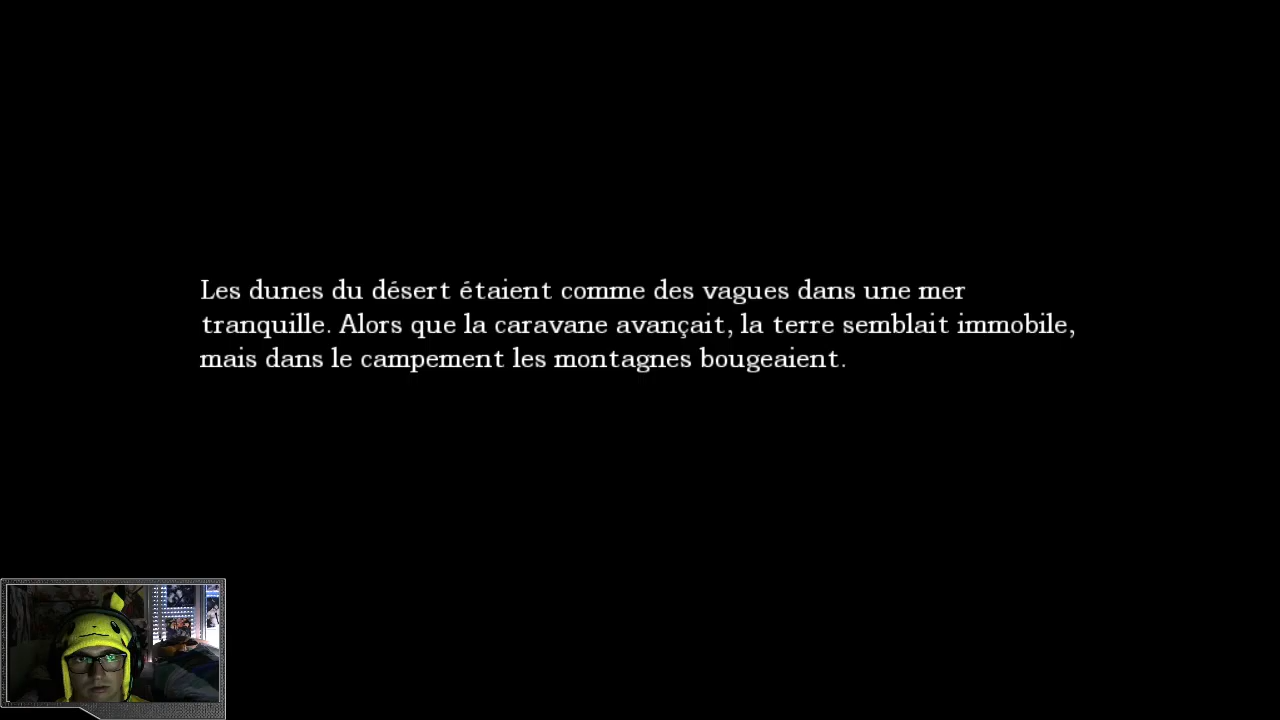 Les dunes du désert étaient comme des vagues dans une mer
tranquille. Alors que la caravane avançait, la terre semblait immobile,
mais dans le campement les montagnes bougeaient.